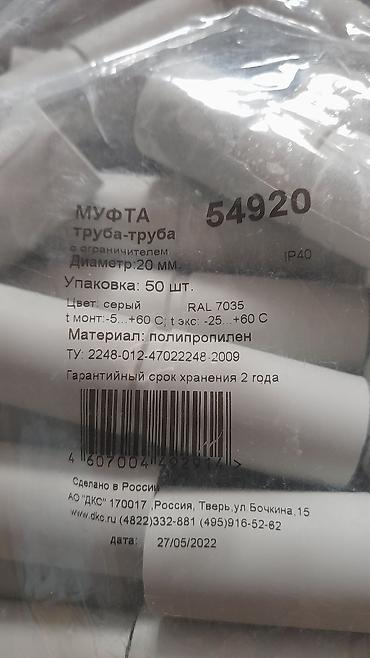 МУФТА 54920
труба-труба
с ограничителем IP40
Диаметр:20 мм.
Упаковка: 50 шт.
Цвет: серый RAL 7035
t монт:-5...+60 C; t экс: -25...+60 C
Материал: полипропилен
ТУ: 2248-012-47022248-2009
Гарантийный срок хранения 2 года
Сделано в России
АО "ДКС" 170017 ,Россия, Тверь,ул.Бочкина,15
www.dkc.ru (4822)332-881 (495)916-52-62
дата: 27/05/2022